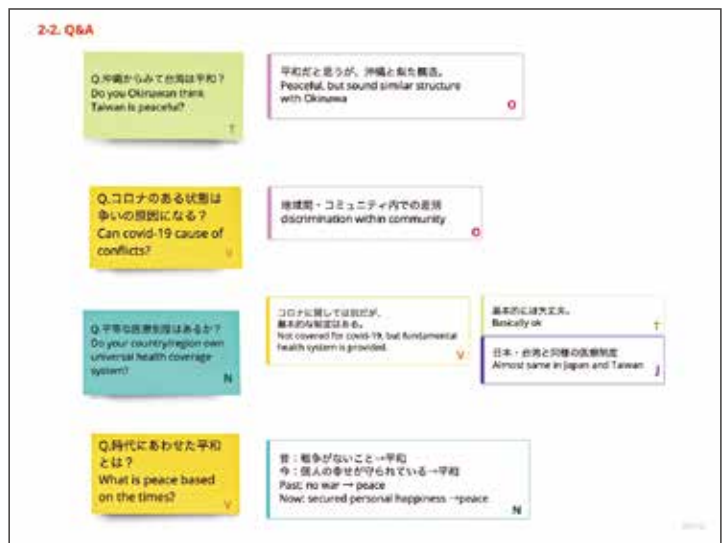 2-2. Q&A
Q.沖縄からみて台湾は平和？
Do you Okinawan think
Taiwan is peaceful?
T
平和だと思うが、沖縄と似た構造。
Peaceful, but sound similar structure
with Okinawa
O
Q.コロナのある状態は
争いの原因になる？
Can covid-19 cause of
conflicts?
V
地域間・コミュニティ内での差別
discrimination within community
O
Q.平等な医療制度はあるか？
Do your country/region own
universal health coverage
system?
N
コロナに関しては別だが、
基本的な制度はある。
Not covered for covid-19, but fundamental
health system is provided.
V
基本的には大丈夫。
Basically ok
T
日本・台湾と同様の医療制度
Almost same in Japan and Taiwan
J
Q.時代にあわせた平和
とは？
What is peace based
on the times?
V
昔：戦争がないこと→平和
今：個人の幸せが守られている→平和
Past: no war → peace
Now: secured personal happiness →peace
N